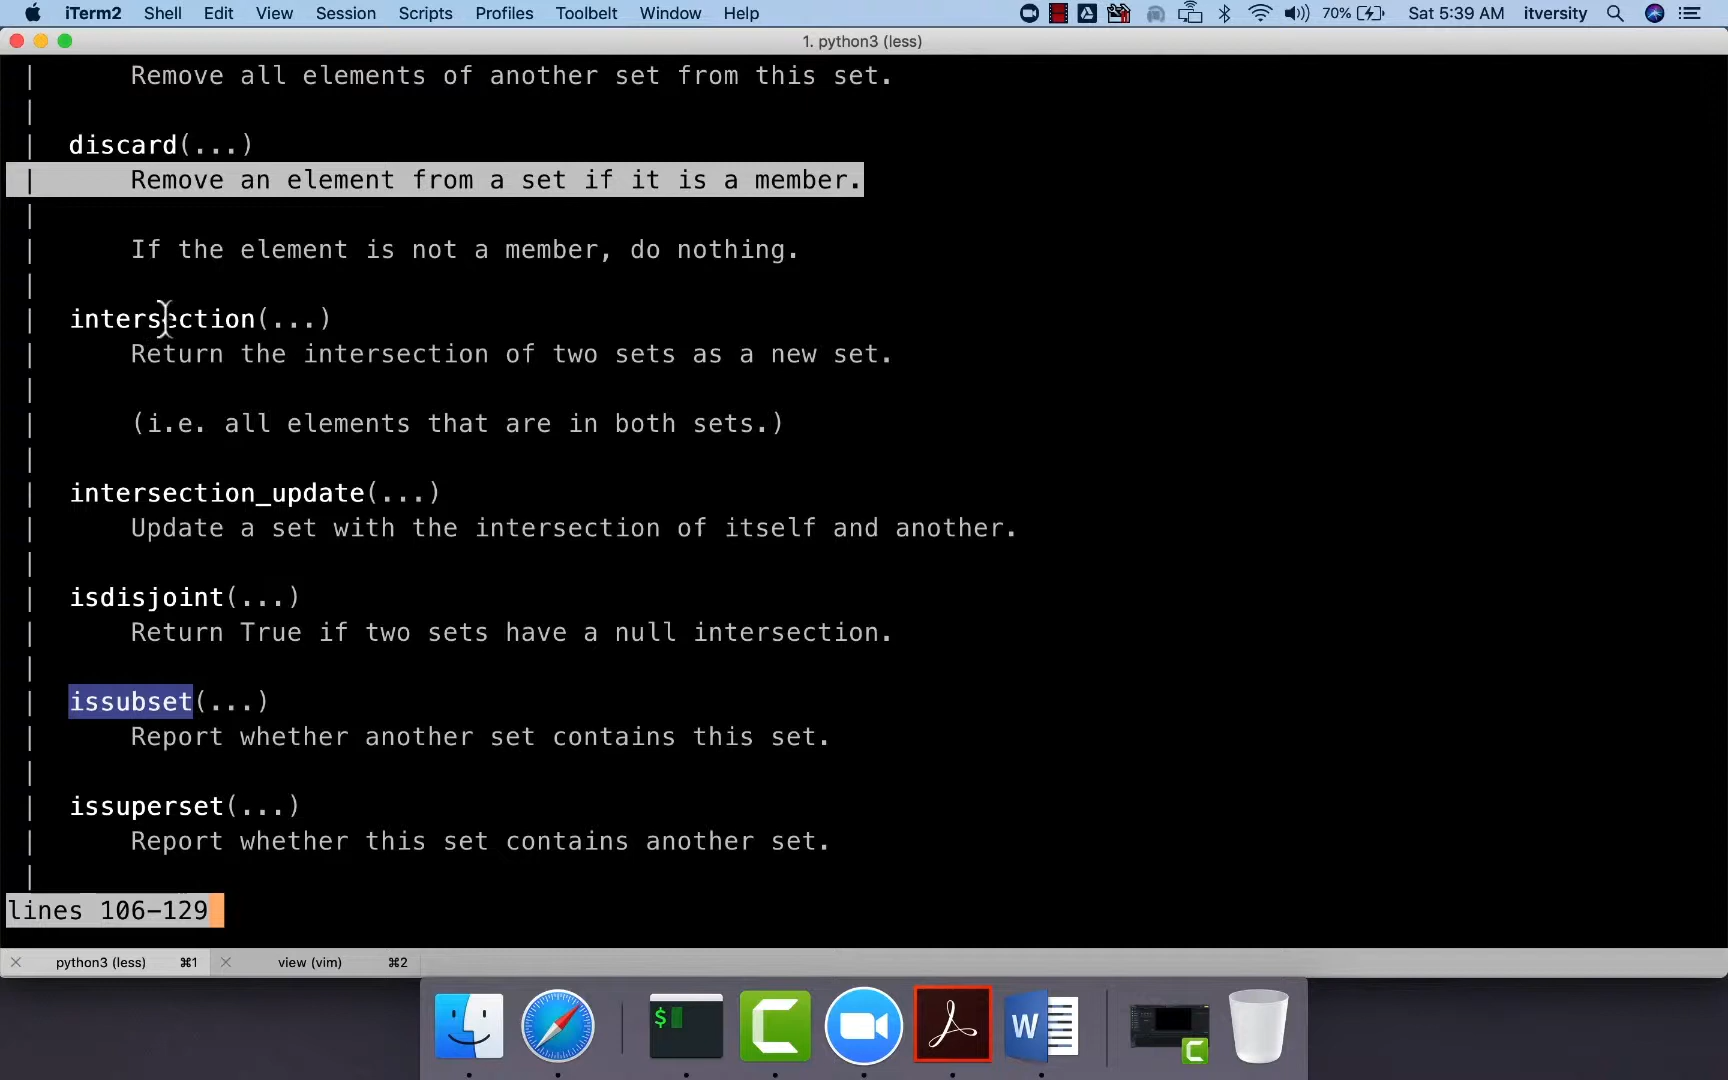 iTerm2 Shell Edit View Session Scripts Profiles Toolbelt Window Help 70% Sat 5:39 AM itversity
1. python3 (less)
| Remove all elements of another set from this set.
|
| discard(...)
| Remove an element from a set if it is a member.
|
| If the element is not a member, do nothing.
|
| intersection(...)
| Return the intersection of two sets as a new set.
|
| (i.e. all elements that are in both sets.)
|
| intersection_update(...)
| Update a set with the intersection of itself and another.
|
| isdisjoint(...)
| Return True if two sets have a null intersection.
|
| issubset(...)
| Report whether another set contains this set.
|
| issuperset(...)
| Report whether this set contains another set.
|
lines 106-129
python3 (less) ⌘1 view (vim) ⌘2
$
W